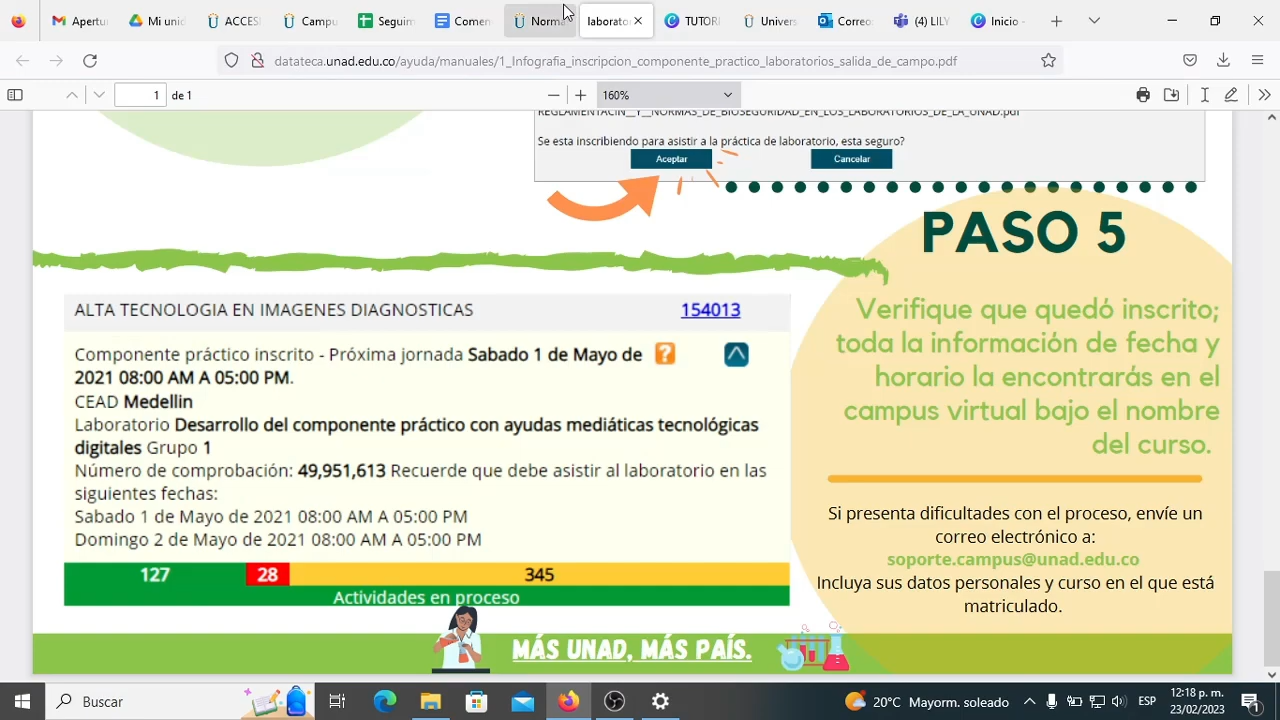 Apertu
Mi unid
ACCES
Campu
Seguim
Comen
Norma
laborato
TUTORI
Univers
Correo
(4) LILY
Inicio -
datateca.unad.edu.co/ayuda/manuales/1_Infografia_inscripcion_componente_practico_laboratorios_salida_de_campo.pdf
1 de 1
160%
REGLAMENTACIN__Y__NORMAS_DE_BIOSEGURIDAD_EN_LOS_LABORATORIOS_DE_LA_UNAD.pdf
Se esta inscribiendo para asistir a la práctica de laboratorio, esta seguro?
Aceptar
Cancelar
PASO 5
Verifique que quedó inscrito;
toda la información de fecha y
horario la encontrarás en el
campus virtual bajo el nombre
del curso.
Si presenta dificultades con el proceso, envíe un
correo electrónico a:
soporte.campus@unad.edu.co
Incluya sus datos personales y curso en el que está
matriculado.
ALTA TECNOLOGIA EN IMAGENES DIAGNOSTICAS 154013
Componente práctico inscrito - Próxima jornada Sabado 1 de Mayo de
2021 08:00 AM A 05:00 PM.
CEAD Medellin
Laboratorio Desarrollo del componente práctico con ayudas mediáticas tecnológicas
digitales Grupo 1
Número de comprobación: 49,951,613 Recuerde que debe asistir al laboratorio en las
siguientes fechas:
Sabado 1 de Mayo de 2021 08:00 AM A 05:00 PM
Domingo 2 de Mayo de 2021 08:00 AM A 05:00 PM
127 28 345
Actividades en proceso
MÁS UNAD, MÁS PAÍS.
Buscar
20°C Mayorm. soleado
ESP
12:18 p. m.
23/02/2023
1